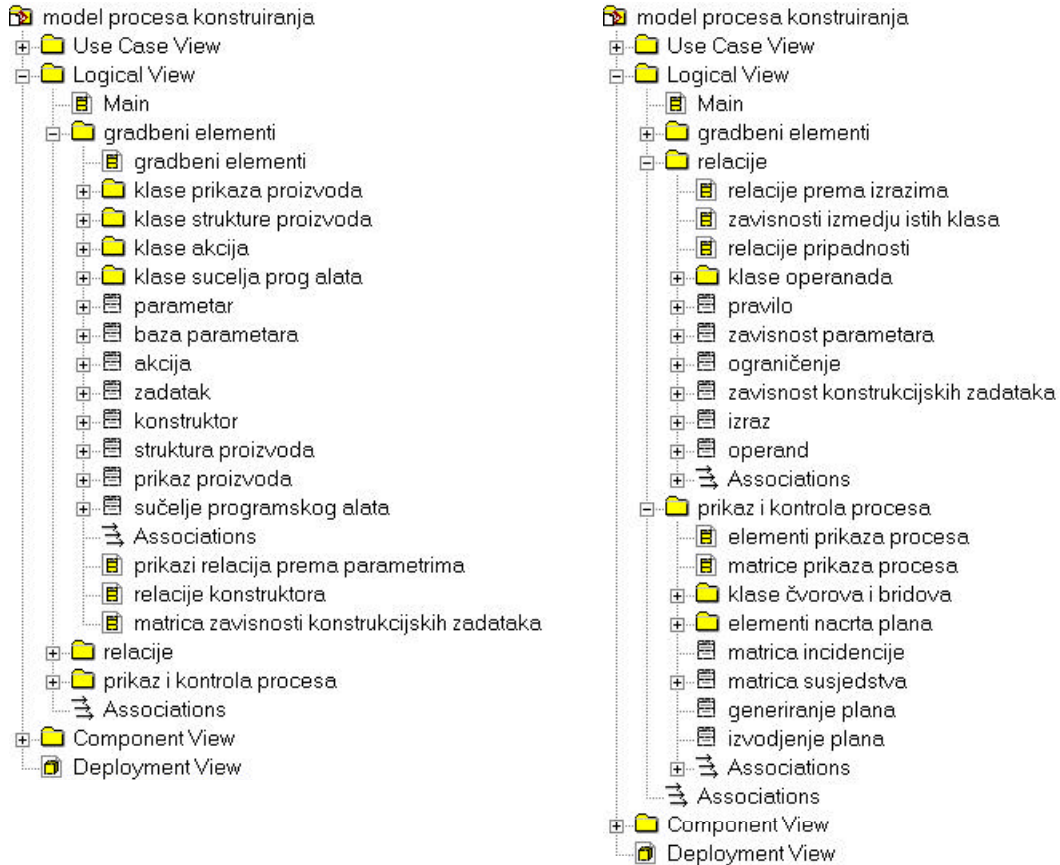 model procesa konstruiranja
Use Case View
Logical View
Main
gradbeni elementi
gradbeni elementi
klase prikaza proizvoda
klase strukture proizvoda
klase akcija
klase sucelja prog alata
parametar
baza parametara
akcija
zadatak
konstruktor
struktura proizvoda
prikaz proizvoda
sučelje programskog alata
Associations
prikazi relacija prema parametrima
relacije konstruktora
matrica zavisnosti konstrukcijskih zadataka
relacije
prikaz i kontrola procesa
Associations
Component View
Deployment View
model procesa konstruiranja
Use Case View
Logical View
Main
gradbeni elementi
relacije
relacije prema izrazima
zavisnosti izmedju istih klasa
relacije pripadnosti
klase operanada
pravilo
zavisnost parametara
ograničenje
zavisnost konstrukcijskih zadataka
izraz
operand
Associations
prikaz i kontrola procesa
elementi prikaza procesa
matrice prikaza procesa
klase čvorova i bridova
elementi nacrta plana
matrica incidencije
matrica susjedstva
generiranje plana
izvodjenje plana
Associations
Associations
Component View
Deployment View